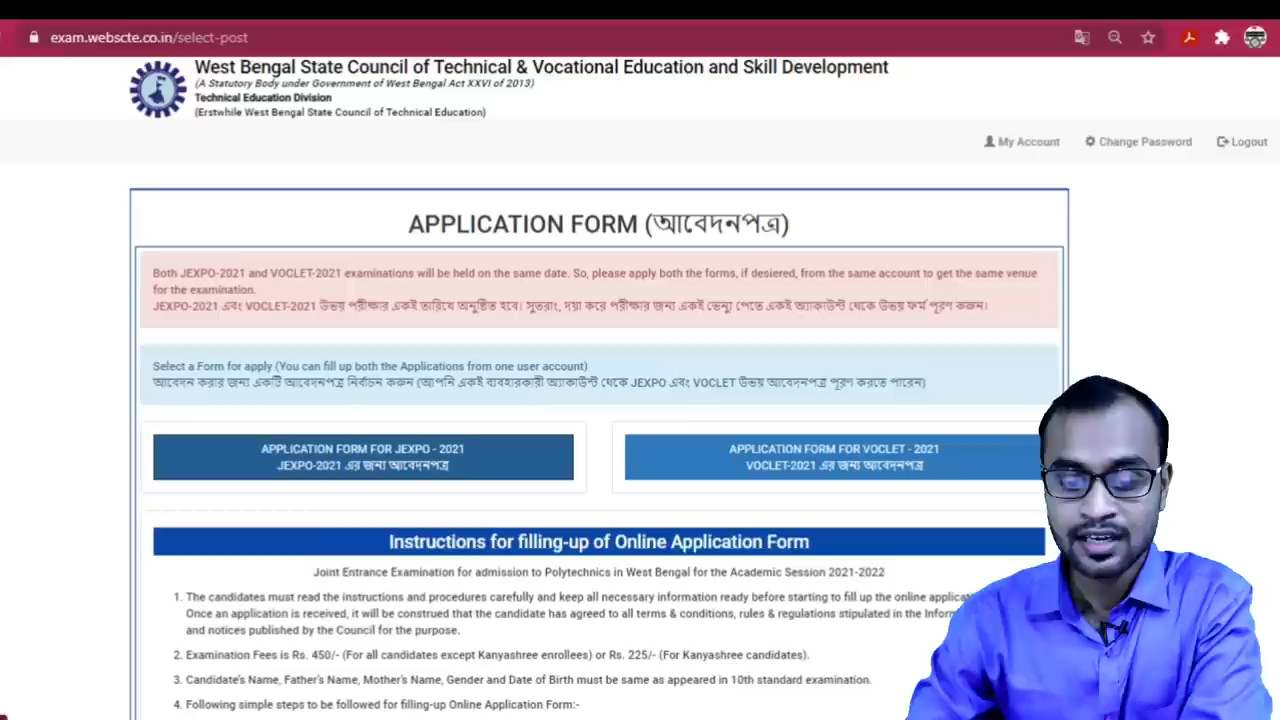 exam.webscte.co.in/select-post
West Bengal State Council of Technical & Vocational Education and Skill Development
(A Statutory Body under Government of West Bengal Act XXVI of 2013)
Technical Education Division
(Erstwhile West Bengal State Council of Technical Education)
My Account Change Password Logout
APPLICATION FORM (আবেদনপত্র)
Both JEXPO-2021 and VOCLET-2021 examinations will be held on the same date. So, please apply both the forms, if desiered, from the same account to get the same venue
for the examination.
JEXPO-2021 এবং VOCLET-2021 উভয় পরীক্ষার একই তারিখে অনুষ্ঠিত হবে। সুতরাং, দয়া করে পরীক্ষার জন্য একই ভেন্যু পেতে একই অ্যাকাউন্ট থেকে উভয় ফর্ম পূরণ করুন।
Select a Form for apply (You can fill up both the Applications from one user account)
আবেদন করার জন্য একটি আবেদনপত্র নির্বাচন করুন (আপনি একই ব্যবহারকারী অ্যাকাউন্ট থেকে JEXPO এবং VOCLET উভয় আবেদনপত্র পূরণ করতে পারেন)
APPLICATION FORM FOR JEXPO - 2021
JEXPO-2021 এর জন্য আবেদনপত্র
APPLICATION FORM FOR VOCLET - 2021
VOCLET-2021 এর জন্য আবেদনপত্র
Instructions for filling-up of Online Application Form
Joint Entrance Examination for admission to Polytechnics in West Bengal for the Academic Session 2021-2022
1. The candidates must read the instructions and procedures carefully and keep all necessary information ready before starting to fill up the online
Once an application is received, it will be construed that the candidate has agreed to all terms & conditions, rules & regulations stipulated in the
and notices published by the Council for the purpose.
2. Examination Fees is Rs. 450/- (For all candidates except Kanyashree enrollees) or Rs. 225/- (For Kanyashree candidates).
3. Candidate's Name, Father's Name, Mother's Name, Gender and Date of Birth must be same as appeared in 10th standard examination.
4. Following simple steps to be followed for filling-up Online Application Form:-